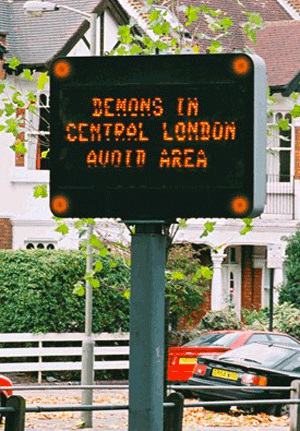 DEMONS IN
CENTRAL LONDON
AVOID AREA